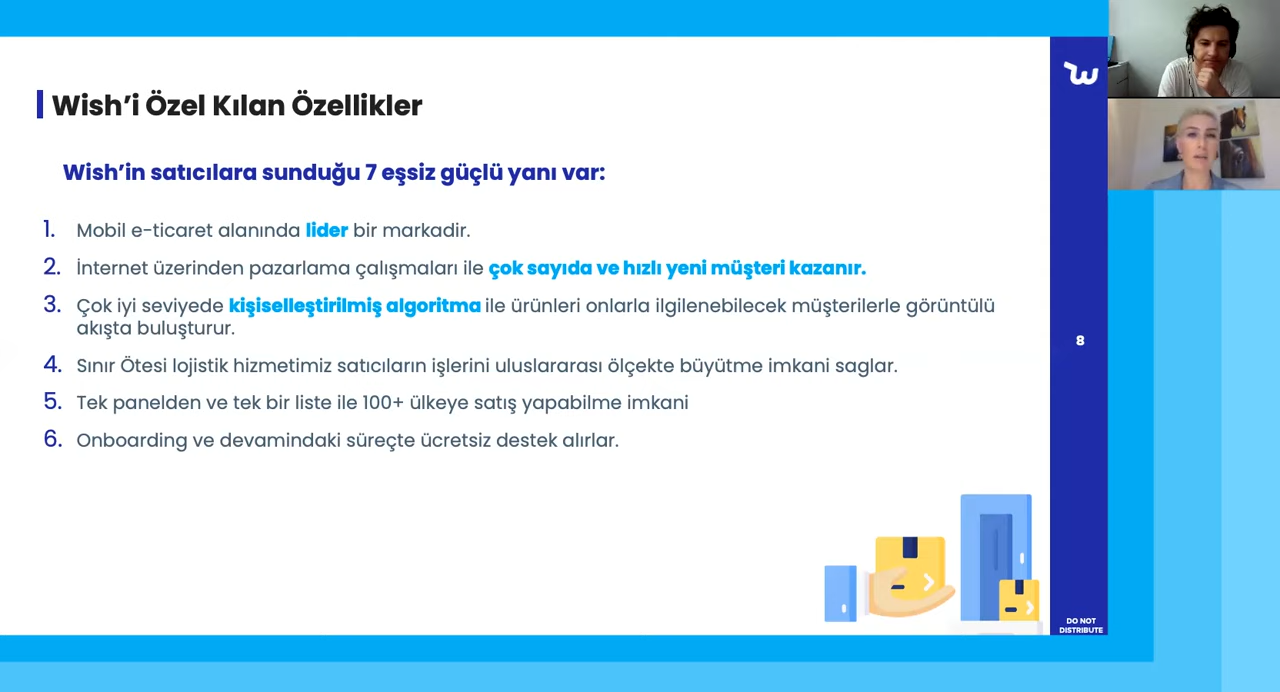 Wish’i Özel Kılan Özellikler
Wish’in satıcılara sunduğu 7 eşsiz güçlü yanı var:
1. Mobil e-ticaret alanında lider bir markadir.
2. İnternet üzerinden pazarlama çalışmaları ile çok sayıda ve hızlı yeni müşteri kazanır.
3. Çok iyi seviyede kişiselleştirilmiş algoritma ile ürünleri onlarla ilgilenebilecek müşterilerle görüntülü
akışta buluşturur.
4. Sınır Ötesi lojistik hizmetimiz satıcıların işlerini uluslararası ölçekte büyütme imkani saglar.
5. Tek panelden ve tek bir liste ile 100+ ülkeye satış yapabilme imkani
6. Onboarding ve devamindaki süreçte ücretsiz destek alırlar.
w
8
DO NOT
DISTRIBUTE